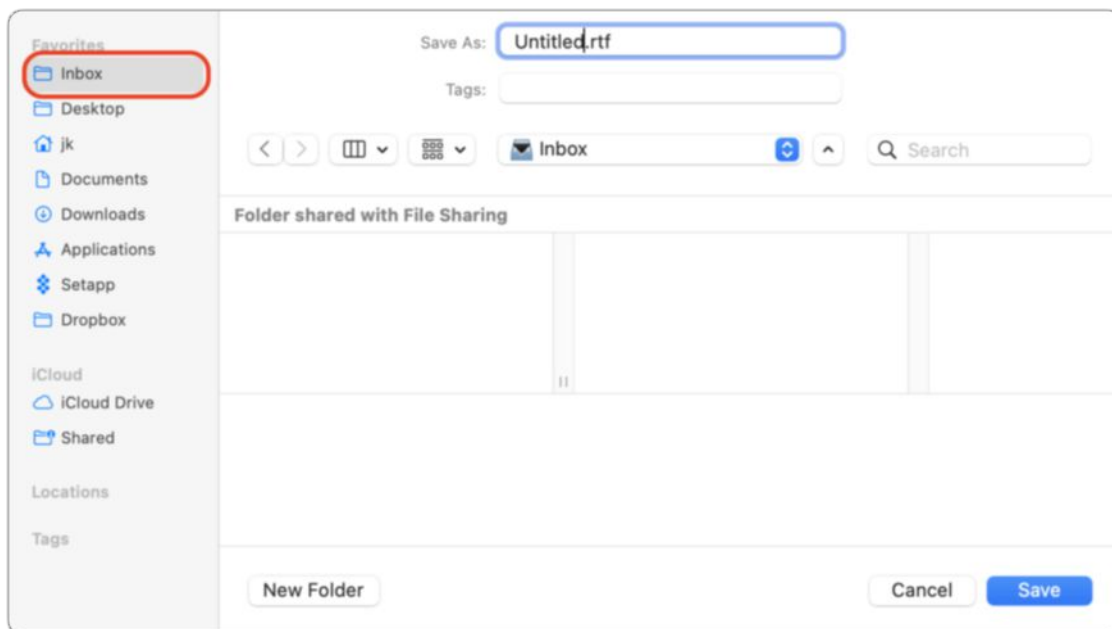 Favorites
Inbox
Desktop
jk
Documents
Downloads
Applications
Setapp
Dropbox
iCloud
iCloud Drive
Shared
Locations
Tags
Save As: Untitled.rtf
Tags:
Inbox
Search
Folder shared with File Sharing
New Folder
Cancel
Save